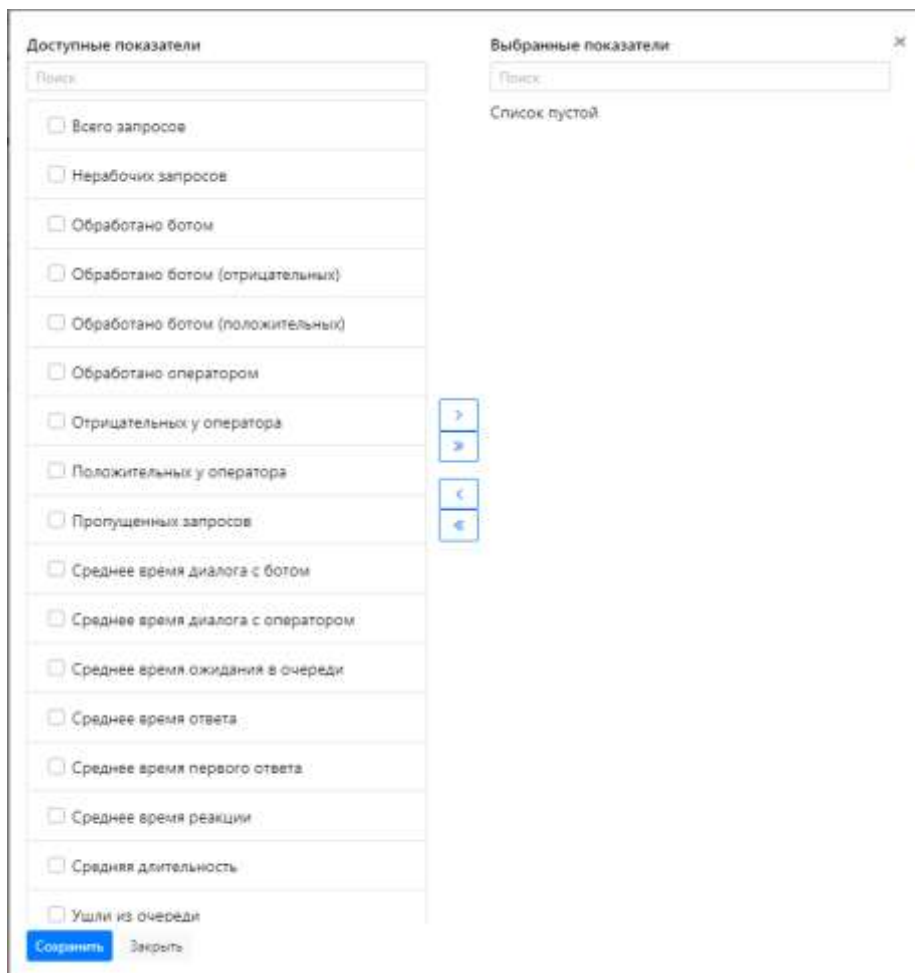 Доступные показатели
Поиск
Всего запросов
Нерабочих запросов
Обработано ботом
Обработано ботом (отрицательных)
Обработано ботом (положительных)
Обработано оператором
Отрицательных у оператора
Положительных у оператора
Пропущенных запросов
Среднее время диалога с ботом
Среднее время диалога с оператором
Среднее время ожидания в очереди
Среднее время ответа
Среднее время первого ответа
Среднее время реакции
Средняя длительность
Ушли из очереди
Выбранные показатели
Поиск
Список пустой
Сохранить Закрыть